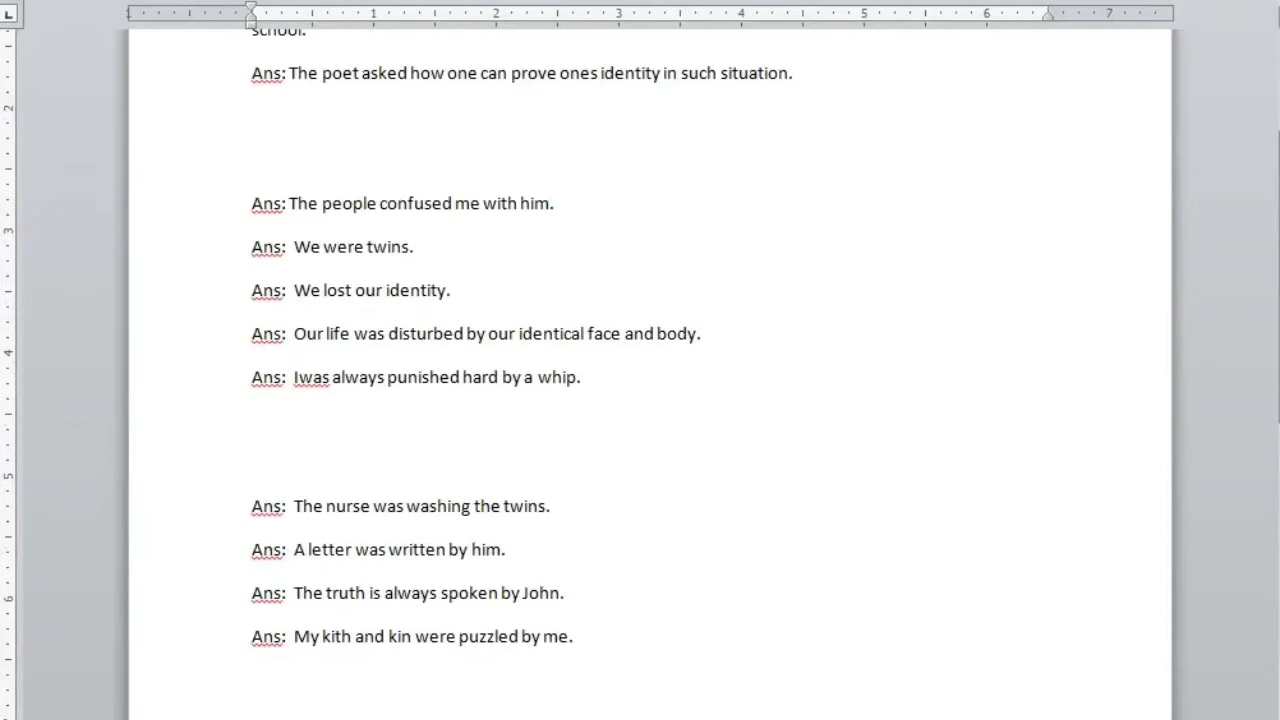 school.
Ans: The poet asked how one can prove ones identity in such situation.
Ans: The people confused me with him.
Ans: We were twins.
Ans: We lost our identity.
Ans: Our life was disturbed by our identical face and body.
Ans: Iwas always punished hard by a whip.
Ans: The nurse was washing the twins.
Ans: A letter was written by him.
Ans: The truth is always spoken by John.
Ans: My kith and kin were puzzled by me.